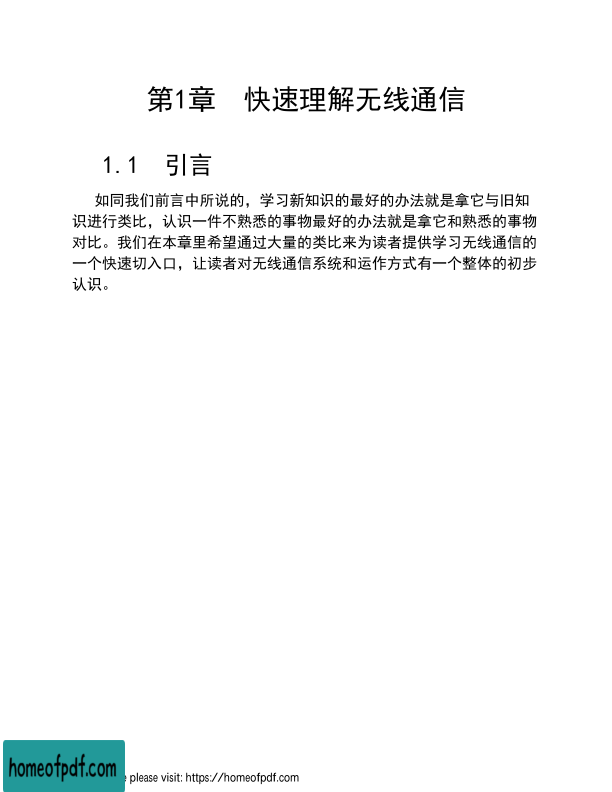 第1章 快速理解无线通信
1.1 引言
如同我们前言中所说的，学习新知识的最好的办法就是拿它与旧知
识进行类比，认识一件不熟悉的事物最好的办法就是拿它和熟悉的事物
对比。我们在本章里希望通过大量的类比来为读者提供学习无线通信的
一个快速切入口，让读者对无线通信系统和运作方式有一个整体的初步
认识。
homeofpdf.com
please visit: https://homeofpdf.com